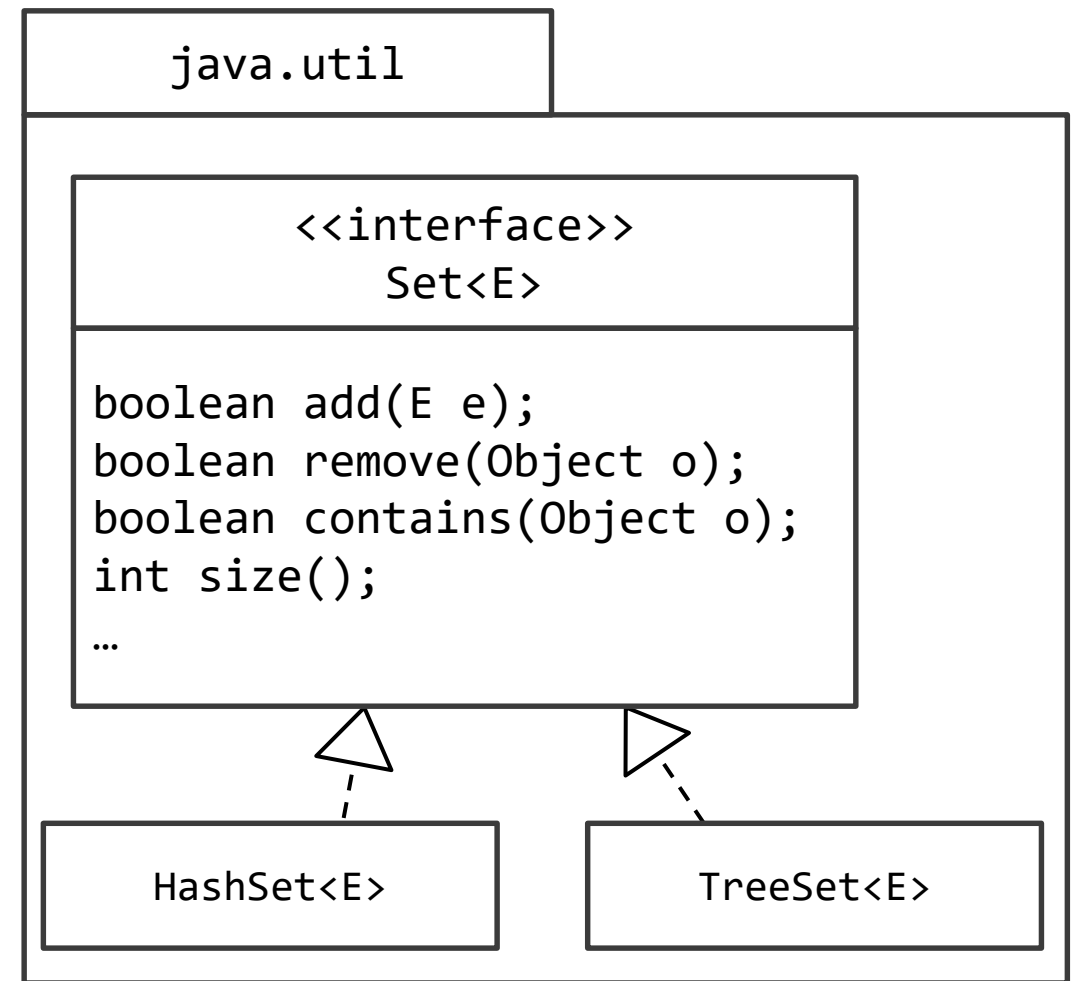 java.util
<<interface>>
Set<E>
boolean add(E e);
boolean remove(Object o);
boolean contains(Object o);
int size();
…
HashSet<E>
TreeSet<E>